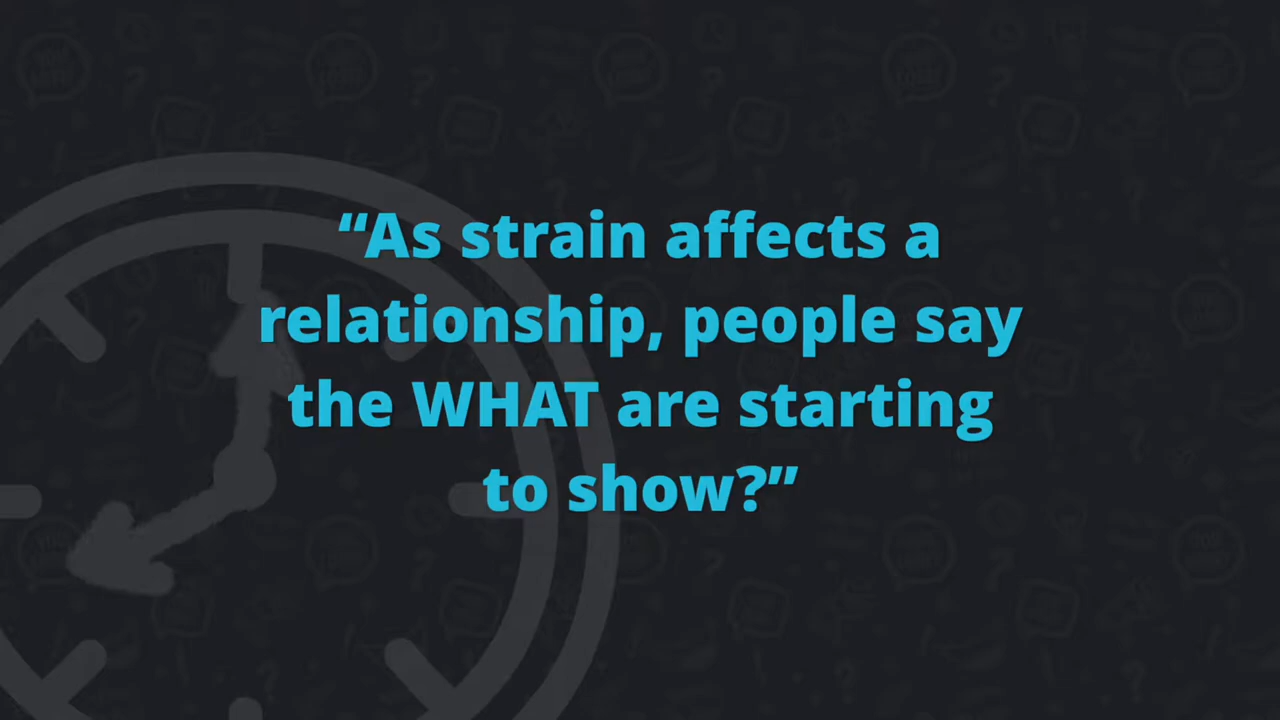 “As strain affects a
relationship, people say
the WHAT are starting
to show?”